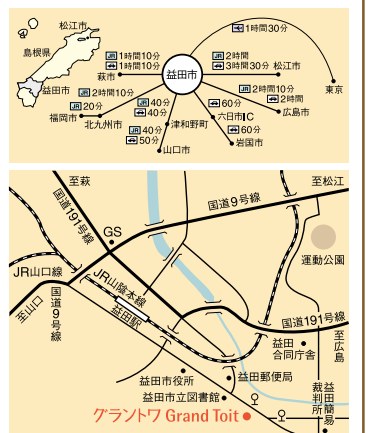 松江市
島根県
益田市
1時間30分
JR 1時間10分
1時間10分
萩市
益田市
JR 2時間
3時間30分
松江市
東京
JR 2時間10分
JR 20分
福岡市
北九州市
JR 40分
40分
津和野町
JR 40分
50分
山口市
60分
六日市IC
60分
岩国市
JR 2時間10分
2時間
広島市
至萩
国道191号線
GS
国道9号線
至松江
運動公園
JR山口線
至山口
国道9号線
JR山陰本線
益田駅
国道191号線
至広島
益田
合同庁舎
益田市役所
益田郵便局
益田市立図書館
益田簡易
裁判所
グラントワ Grand Toit